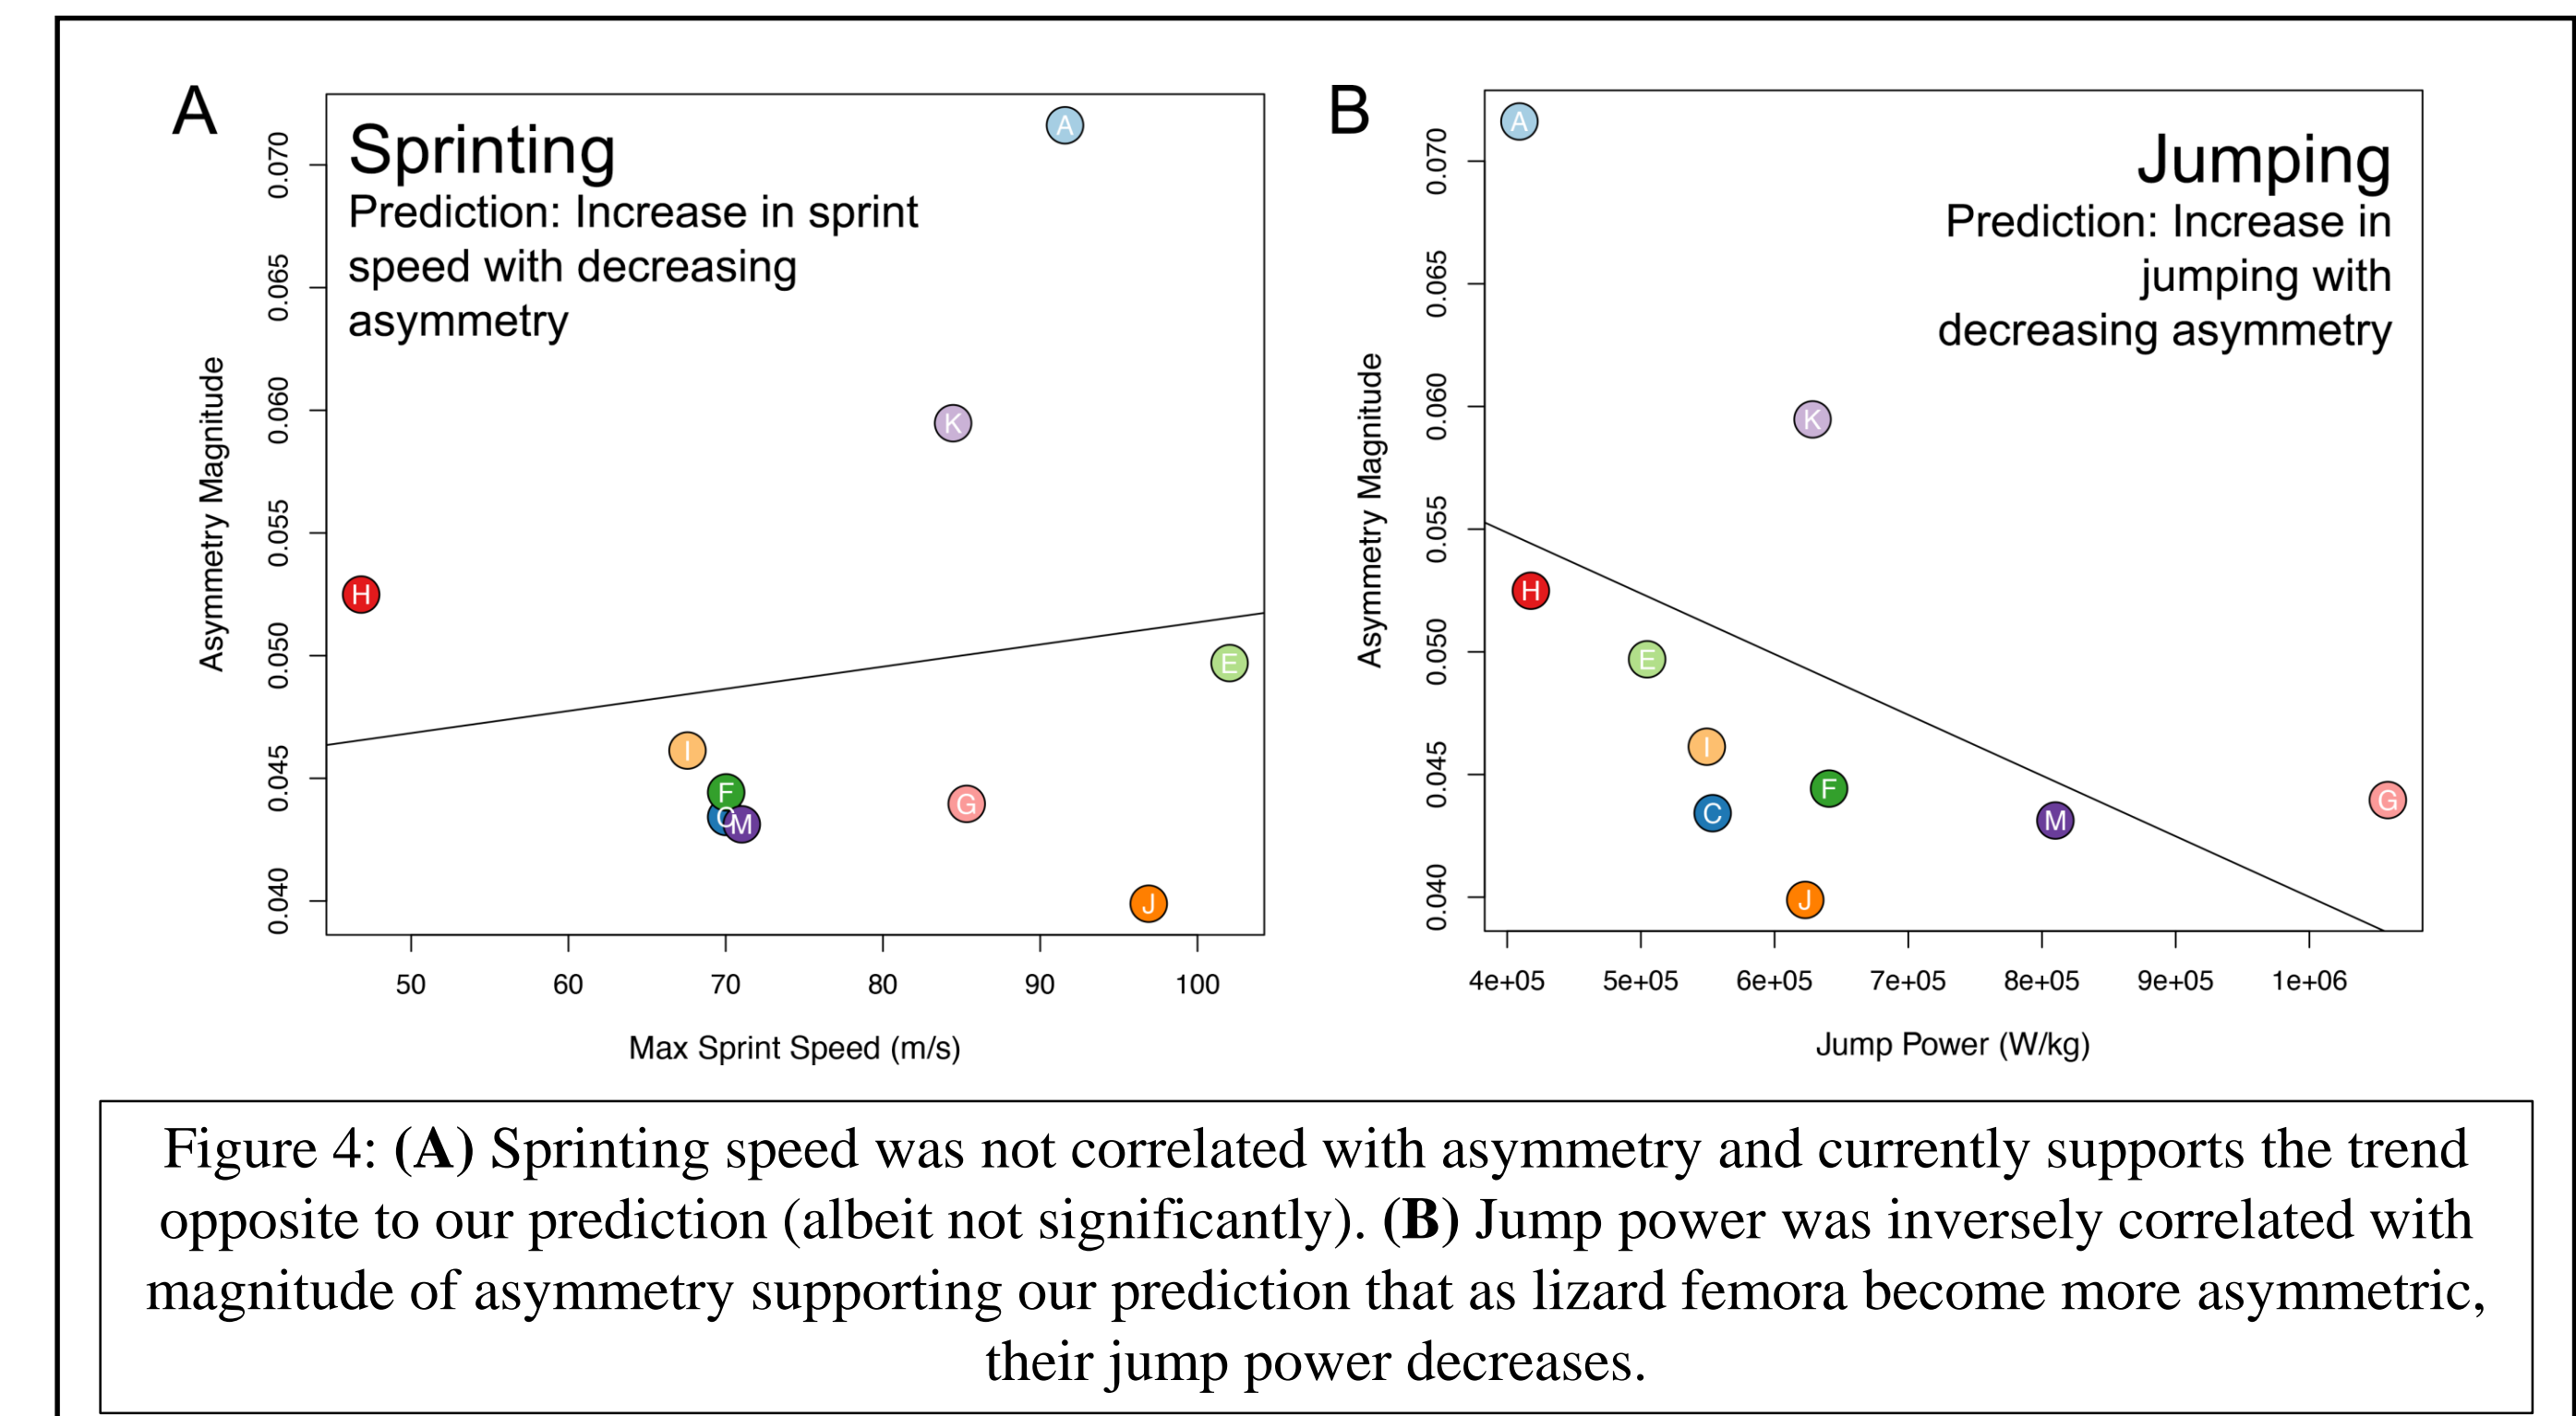 A
Sprinting
Prediction: Increase in sprint
speed with decreasing
asymmetry
Asymmetry Magnitude
0.070
0.065
0.060
0.055
0.050
0.045
0.040
A
K
H
E
I
F
C
M
G
J
50 60 70 80 90 100
Max Sprint Speed (m/s)
B
Jumping
Prediction: Increase in
jumping with
decreasing asymmetry
Asymmetry Magnitude
0.070
0.065
0.060
0.055
0.050
0.045
0.040
A
K
H
E
I
F
C
M
G
J
4e+05 5e+05 6e+05 7e+05 8e+05 9e+05 1e+06
Jump Power (W/kg)
Figure 4: (A) Sprinting speed was not correlated with asymmetry and currently supports the trend
opposite to our prediction (albeit not significantly). (B) Jump power was inversely correlated with
magnitude of asymmetry supporting our prediction that as lizard femora become more asymmetric,
their jump power decreases.